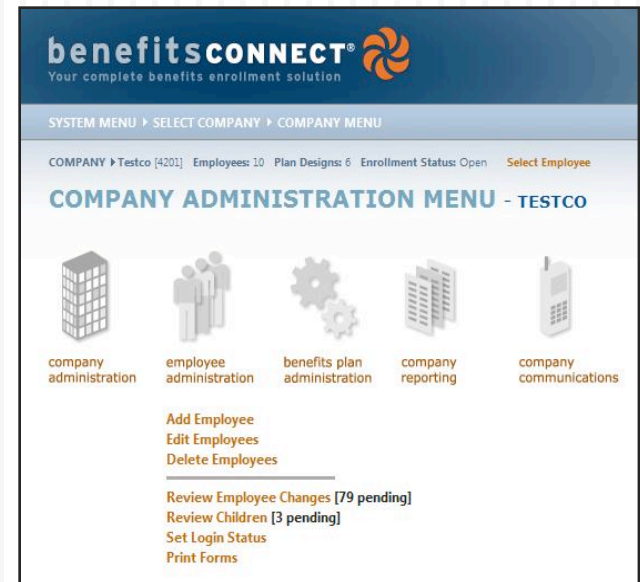 benefitsCONNECT®
Your complete benefits enrollment solution
SYSTEM MENU ▸ SELECT COMPANY ▸ COMPANY MENU
COMPANY ▸ Testco [4201] Employees: 10 Plan Designs: 6 Enrollment Status: Open Select Employee
COMPANY ADMINISTRATION MENU - TESTCO
company administration
employee administration
benefits plan administration
company reporting
company communications
Add Employee
Edit Employees
Delete Employees
Review Employee Changes [79 pending]
Review Children [3 pending]
Set Login Status
Print Forms